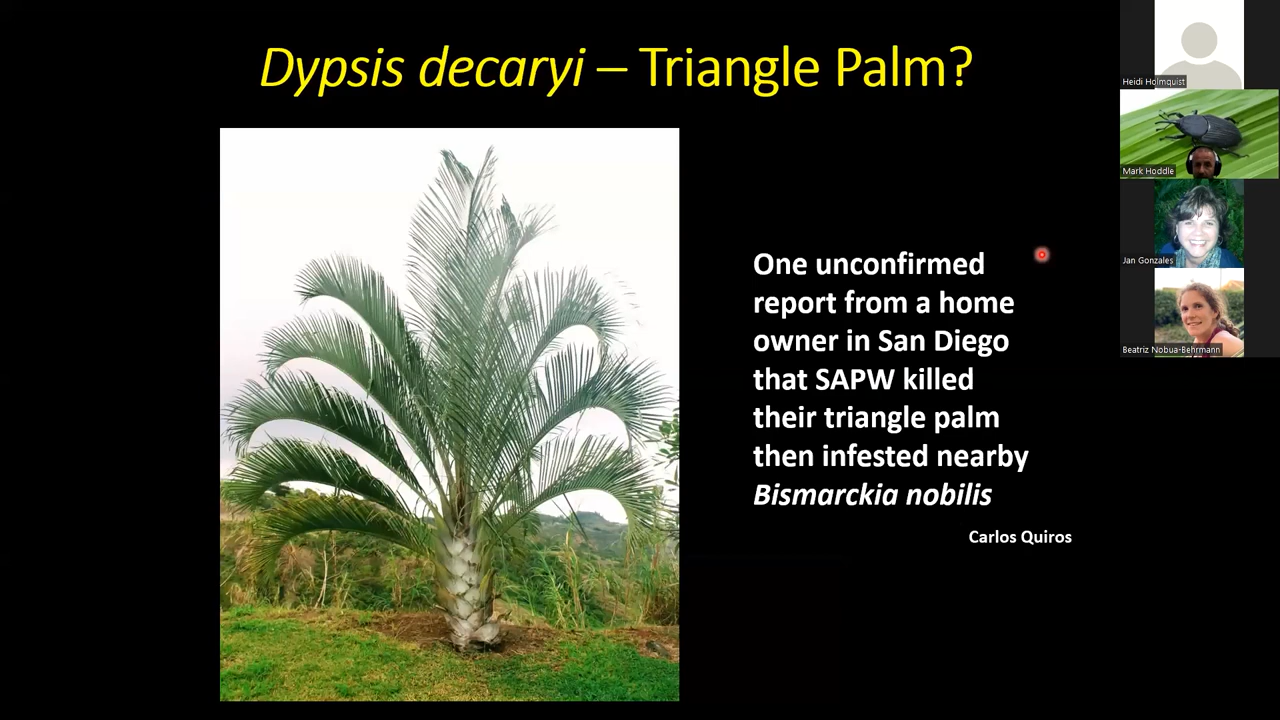 Dypsis decaryi – Triangle Palm?
One unconfirmed
report from a home
owner in San Diego
that SAPW killed
their triangle palm
then infested nearby
Bismarckia nobilis
Carlos Quiros
Heidi Holmquist
Mark Hoddle
Jan Gonzales
Beatriz Nobua-Behrmann